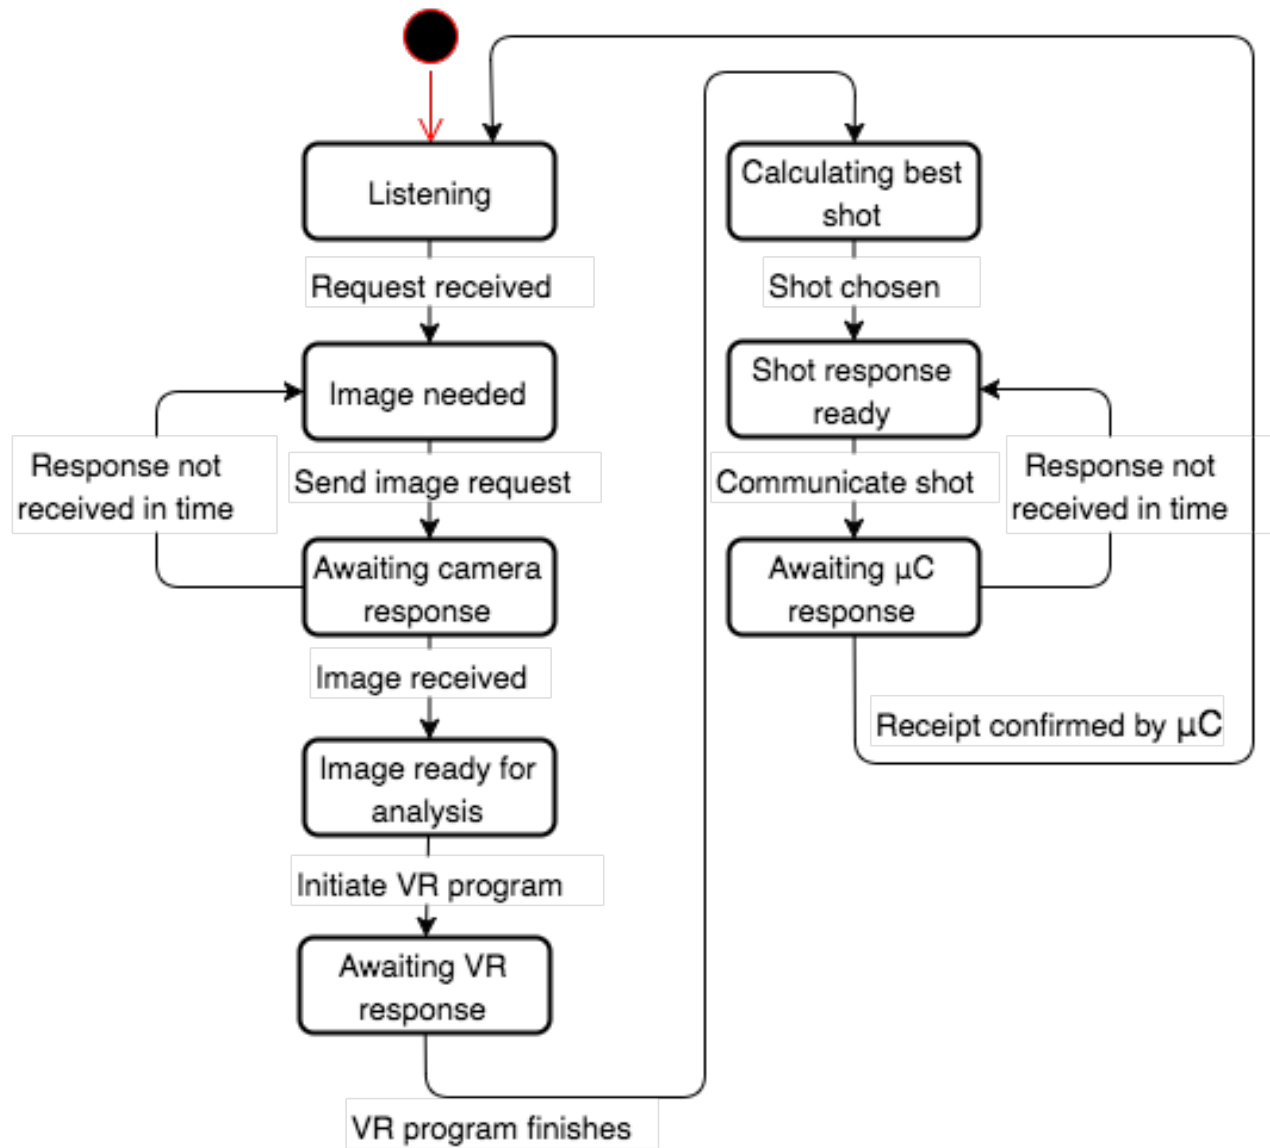 Listening
Request received
Image needed
Response not
received in time
Send image request
Awaiting camera
response
Image received
Image ready for
analysis
Initiate VR program
Awaiting VR
response
VR program finishes
Calculating best
shot
Shot chosen
Shot response
ready
Communicate shot
Response not
received in time
Awaiting µC
response
Receipt confirmed by µC